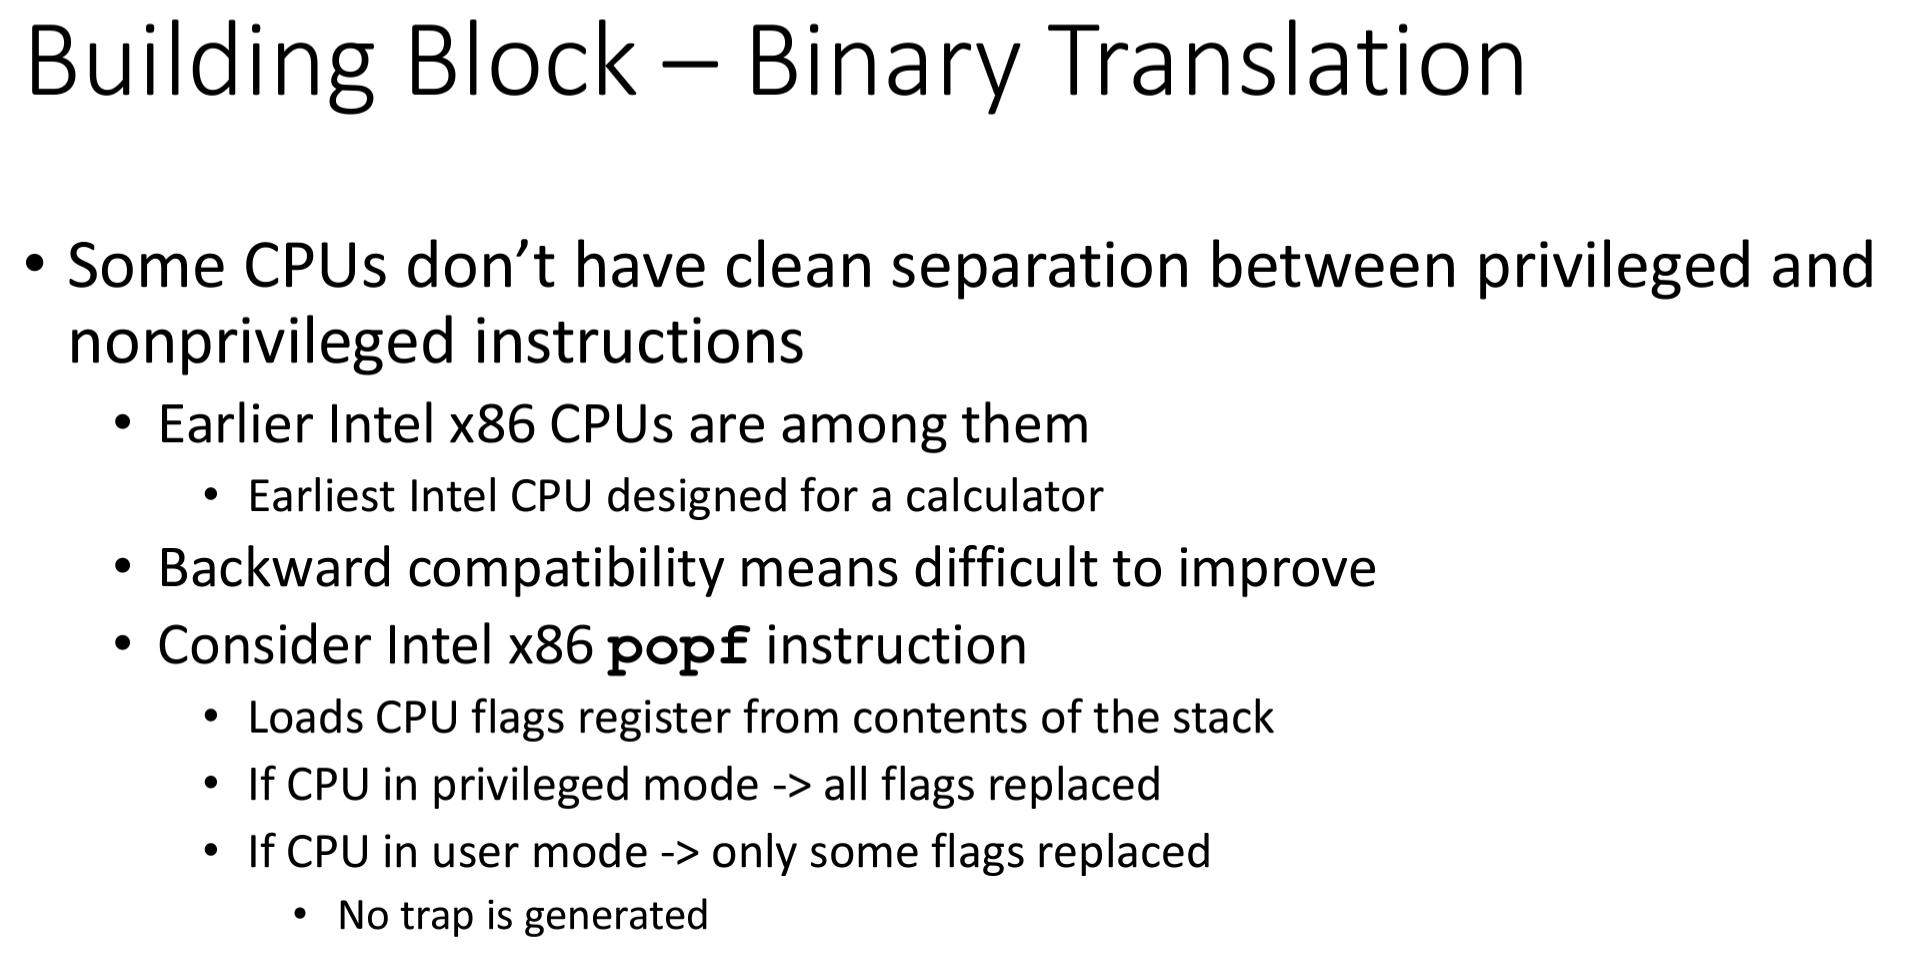 Building Block – Binary Translation
• Some CPUs don’t have clean separation between privileged and
nonprivileged instructions
• Earlier Intel x86 CPUs are among them
• Earliest Intel CPU designed for a calculator
• Backward compatibility means difficult to improve
• Consider Intel x86 popf instruction
• Loads CPU flags register from contents of the stack
• If CPU in privileged mode -> all flags replaced
• If CPU in user mode -> only some flags replaced
• No trap is generated